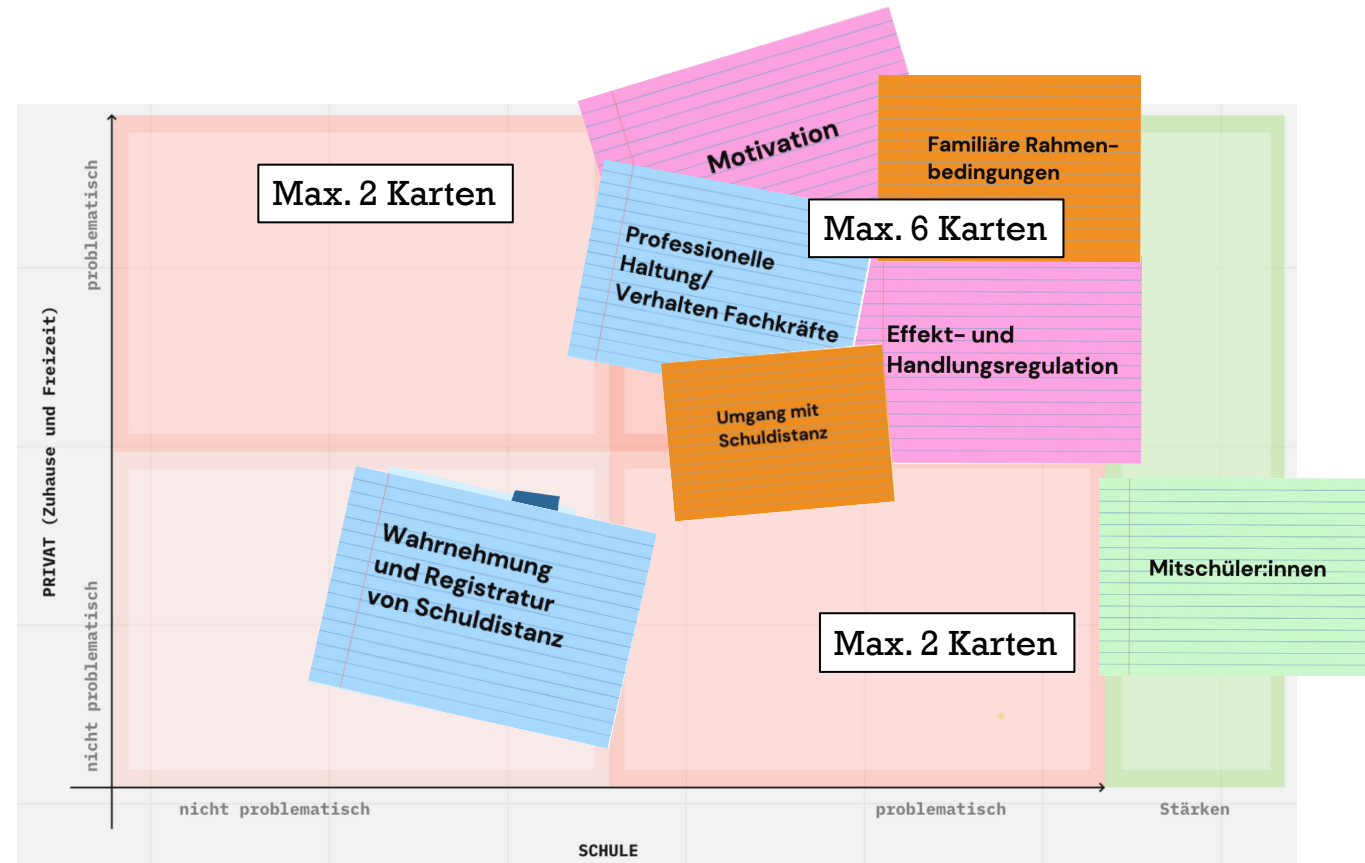 Motivation
Familiäre Rahmen-
bedingungen
Max. 2 Karten
Max. 6 Karten
Professionelle
Haltung/
Verhalten Fachkräfte
Effekt- und
Handlungsregulation
Umgang mit
Schuldistanz
Wahrnehmung
und Registratur
von Schuldistanz
Mitschüler:innen
Max. 2 Karten
PRIVAT (Zuhause und Freizeit)
problematisch
nicht problematisch
nicht problematisch
problematisch
Stärken
SCHULE